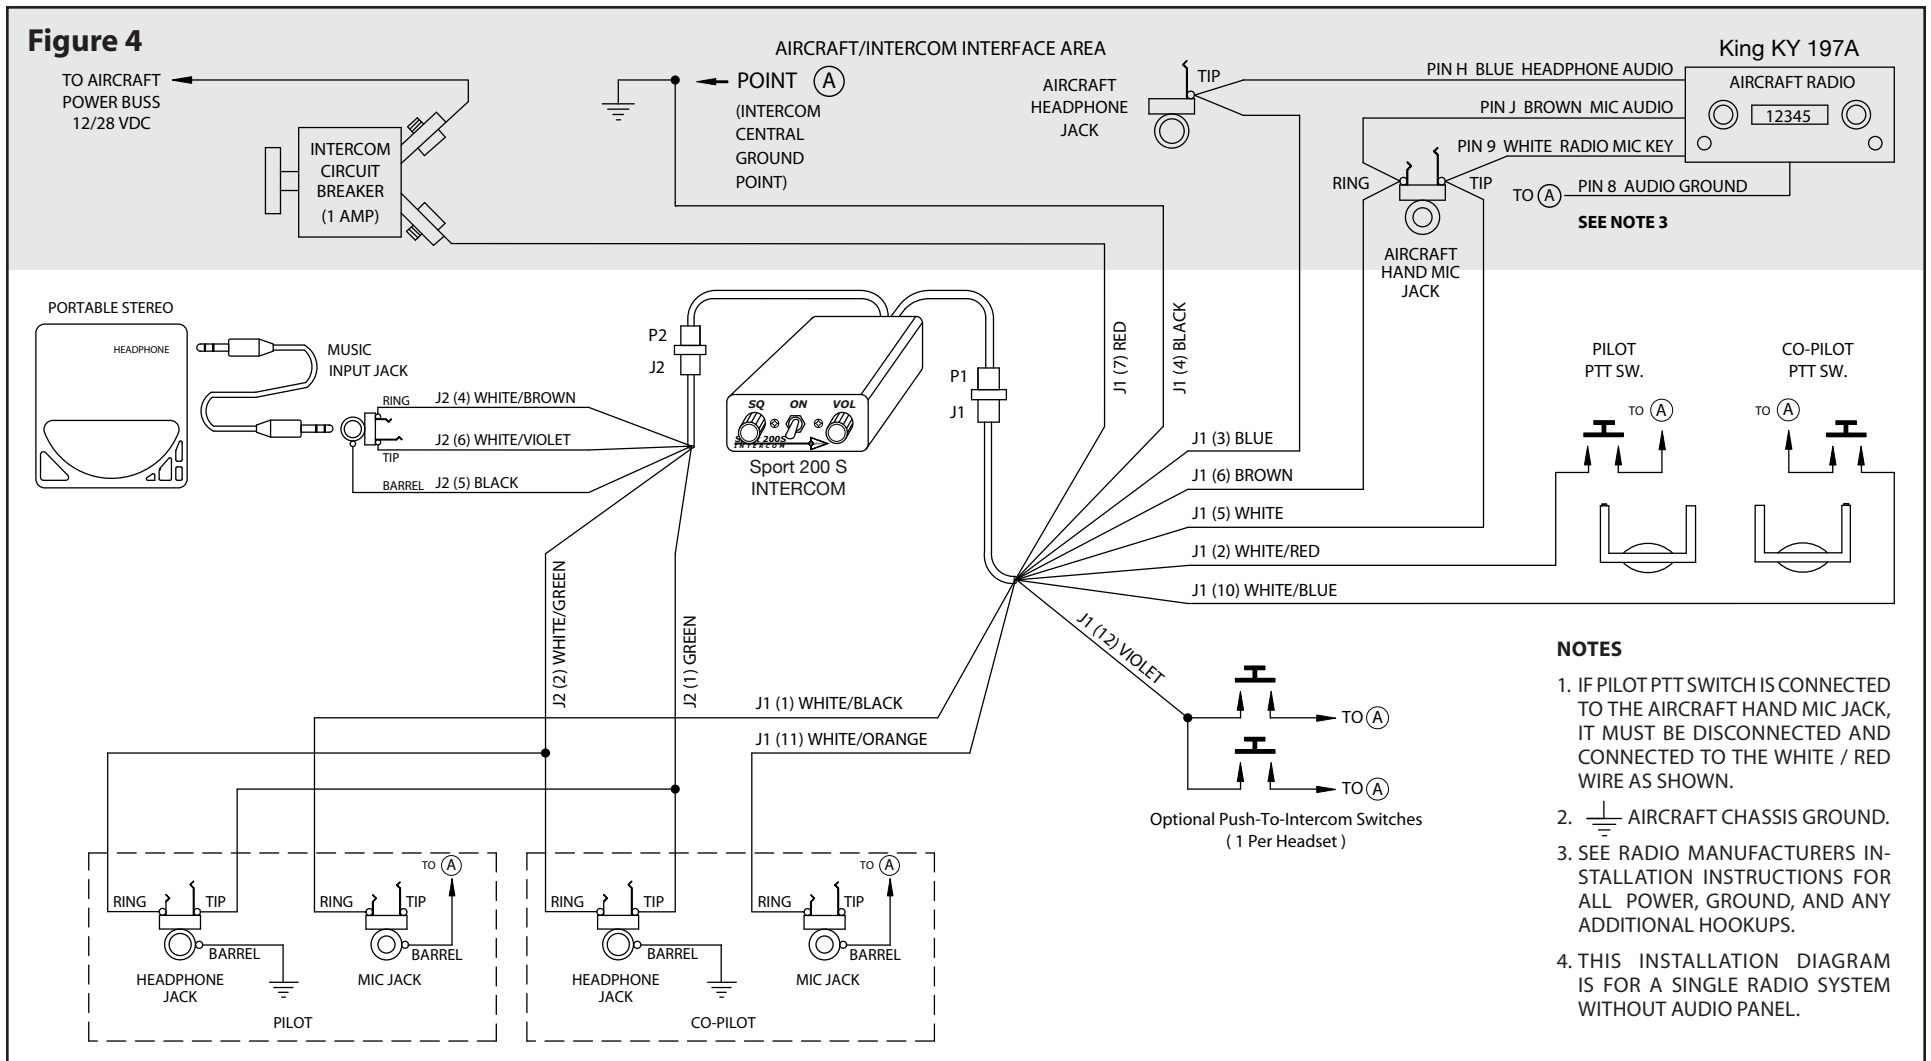 Figure 4
AIRCRAFT/INTERCOM INTERFACE AREA
TO AIRCRAFT
POWER BUSS
12/28 VDC
INTERCOM
CIRCUIT
BREAKER
(1 AMP)
POINT A
(INTERCOM
CENTRAL
GROUND
POINT)
AIRCRAFT
HEADPHONE
JACK
TIP
King KY 197A
AIRCRAFT RADIO
12345
PIN H BLUE HEADPHONE AUDIO
PIN J BROWN MIC AUDIO
PIN 9 WHITE RADIO MIC KEY
RING
TIP
TO A PIN 8 AUDIO GROUND
SEE NOTE 3
AIRCRAFT
HAND MIC
JACK
PORTABLE STEREO
HEADPHONE
MUSIC
INPUT JACK
RING J2 (4) WHITE/BROWN
J2 (6) WHITE/VIOLET
TIP
BARREL J2 (5) BLACK
P2
J2
SQ ON VOL
200S
INTERCOM
Sport 200 S
INTERCOM
P1
J1
J1 (7) RED
J1 (4) BLACK
J1 (3) BLUE
J1 (6) BROWN
J1 (5) WHITE
J1 (2) WHITE/RED
J1 (10) WHITE/BLUE
J1 (12) VIOLET
PILOT
PTT SW.
TO A
CO-PILOT
PTT SW.
TO A
J2 (2) WHITE/GREEN
J2 (1) GREEN
J1 (1) WHITE/BLACK
J1 (11) WHITE/ORANGE
TO A
TO A
Optional Push-To-Intercom Switches
( 1 Per Headset )
RING TIP
BARREL
HEADPHONE
JACK
RING TIP
TO A
BARREL
MIC JACK
PILOT
RING TIP
BARREL
HEADPHONE
JACK
RING TIP
TO A
BARREL
MIC JACK
CO-PILOT
NOTES
1. IF PILOT PTT SWITCH IS CONNECTED
TO THE AIRCRAFT HAND MIC JACK,
IT MUST BE DISCONNECTED AND
CONNECTED TO THE WHITE / RED
WIRE AS SHOWN.
2. AIRCRAFT CHASSIS GROUND.
3. SEE RADIO MANUFACTURERS IN-
STALLATION INSTRUCTIONS FOR
ALL POWER, GROUND, AND ANY
ADDITIONAL HOOKUPS.
4. THIS INSTALLATION DIAGRAM
IS FOR A SINGLE RADIO SYSTEM
WITHOUT AUDIO PANEL.